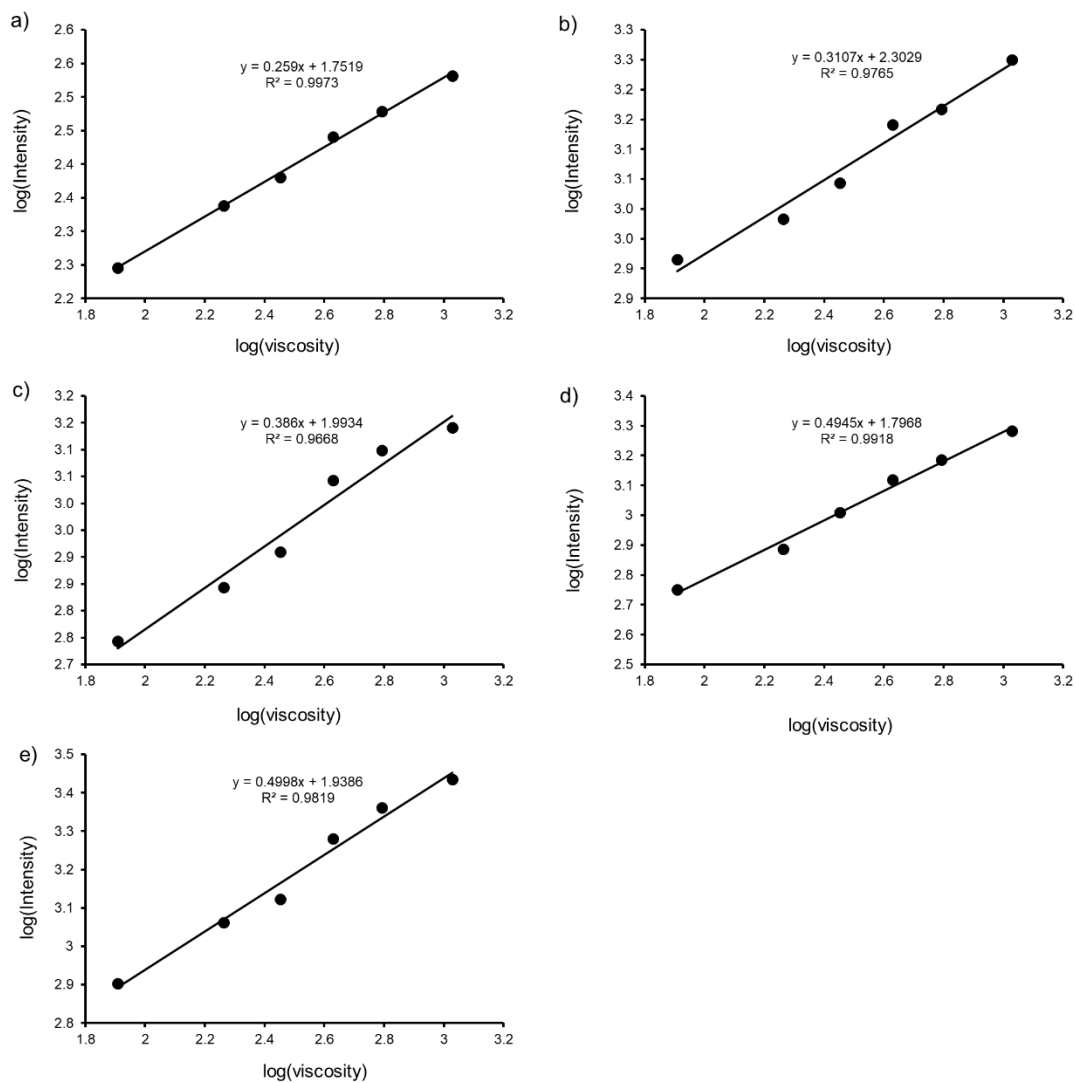 a)
y = 0.259x + 1.7519
R² = 0.9973
log(Intensity)
2.6
2.6
2.5
2.5
2.4
2.4
2.3
2.3
2.2
1.8 2 2.2 2.4 2.6 2.8 3 3.2
log(viscosity)
b)
y = 0.3107x + 2.3029
R² = 0.9765
log(Intensity)
3.3
3.3
3.2
3.2
3.1
3.1
3.0
3.0
2.9
2.9
1.8 2 2.2 2.4 2.6 2.8 3 3.2
log(viscosity)
c)
y = 0.386x + 1.9934
R² = 0.9668
log(Intensity)
3.2
3.2
3.1
3.1
3.0
3.0
2.9
2.9
2.8
2.8
2.7
1.8 2 2.2 2.4 2.6 2.8 3 3.2
log(viscosity)
d)
y = 0.4945x + 1.7968
R² = 0.9918
log(Intensity)
3.4
3.3
3.2
3.1
3
2.9
2.8
2.7
2.6
2.5
1.8 2 2.2 2.4 2.6 2.8 3 3.2
log(viscosity)
e)
y = 0.4998x + 1.9386
R² = 0.9819
log(Intensity)
3.5
3.4
3.3
3.2
3.1
3
2.9
2.8
1.8 2 2.2 2.4 2.6 2.8 3 3.2
log(viscosity)